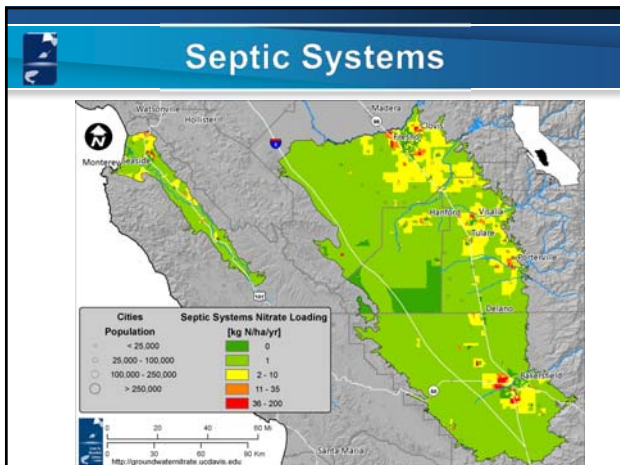 Septic Systems
Watsonville
Hollister
Madera
Clovis
Fresno
Monterey
Seaside
Hanford
Visalia
Tulare
Porterville
Delano
Bakersfield
Santa Maria
N
5
99
101
Cities
Population
< 25,000
25,000 - 100,000
100,000 - 250,000
> 250,000
Septic Systems Nitrate Loading
[kg N/ha/yr]
0
1
2 - 10
11 - 35
36 - 200
0 20 40 60 Mi
0 30 60 90 Km
http://groundwaternitrate.ucdavis.edu